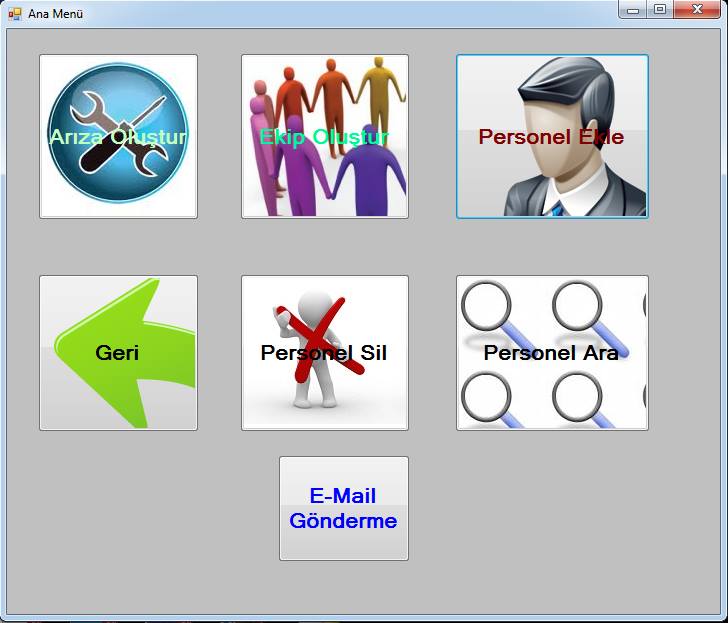 Ana Menü
Arıza Oluştur
Ekip Oluştur
Personel Ekle
Geri
Personel Sil
Personel Ara
E-Mail
Gönderme